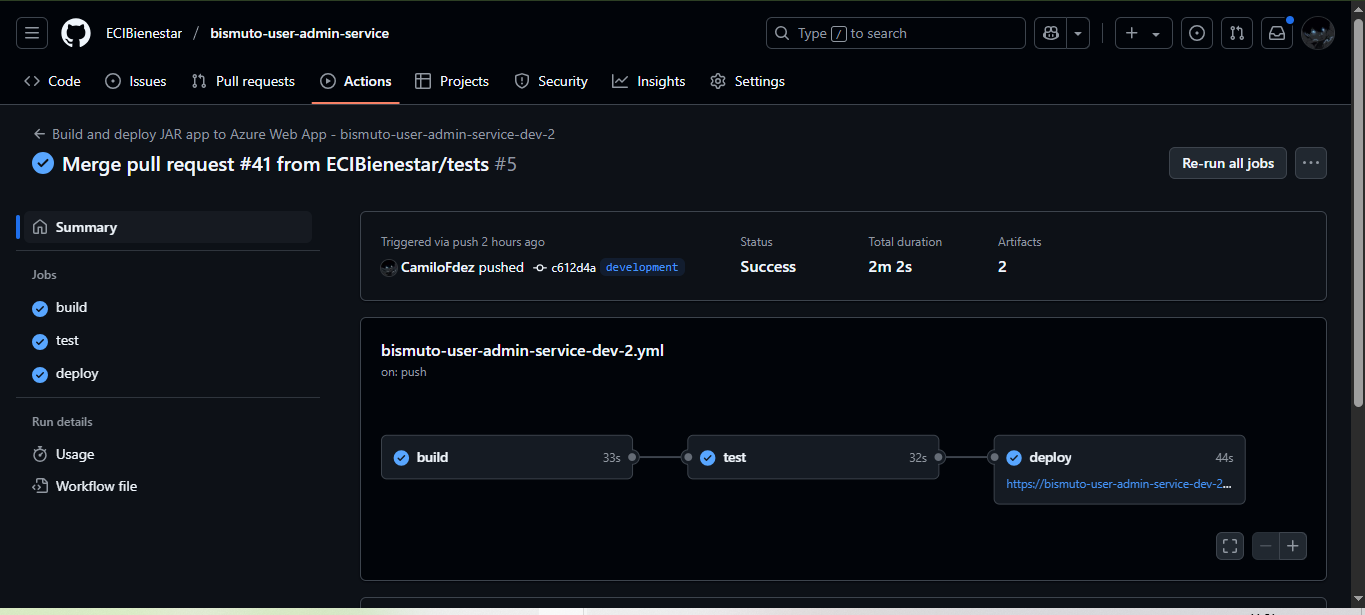 ECIBienestar / bismuto-user-admin-service
Type / to search
Code
Issues
Pull requests
Actions
Projects
Security
Insights
Settings
← Build and deploy JAR app to Azure Web App - bismuto-user-admin-service-dev-2
Merge pull request #41 from ECIBienestar/tests #5
Re-run all jobs
Summary
Jobs
build
test
deploy
Run details
Usage
Workflow file
Triggered via push 2 hours ago
CamiloFdez pushed c612d4a development
Status
Success
Total duration
2m 2s
Artifacts
2
bismuto-user-admin-service-dev-2.yml
on: push
build 33s
test 32s
deploy 44s
https://bismuto-user-admin-service-dev-2...